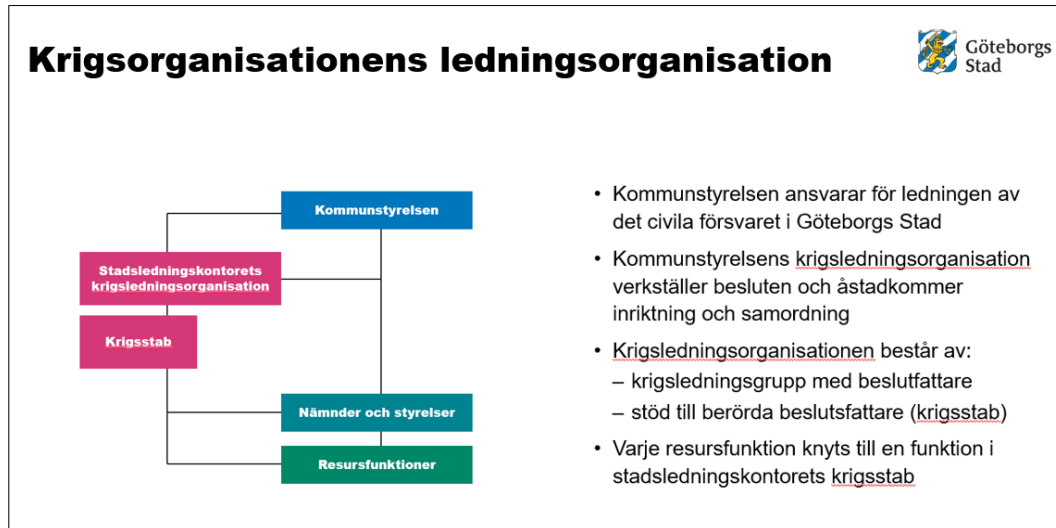 Krigsorganisationens ledningsorganisation
Göteborgs
Stad
Kommunstyrelsen
Stadsledningskontorets
krigsledningsorganisation
Krigsstab
Nämnder och styrelser
Resursfunktioner
• Kommunstyrelsen ansvarar för ledningen av
det civila försvaret i Göteborgs Stad
• Kommunstyrelsens krigsledningsorganisation
verkställer besluten och åstadkommer
inriktning och samordning
• Krigsledningsorganisationen består av:
– krigsledningsgrupp med beslutfattare
– stöd till berörda beslutsfattare (krigsstab)
• Varje resursfunktion knyts till en funktion i
stadsledningskontorets krigsstab